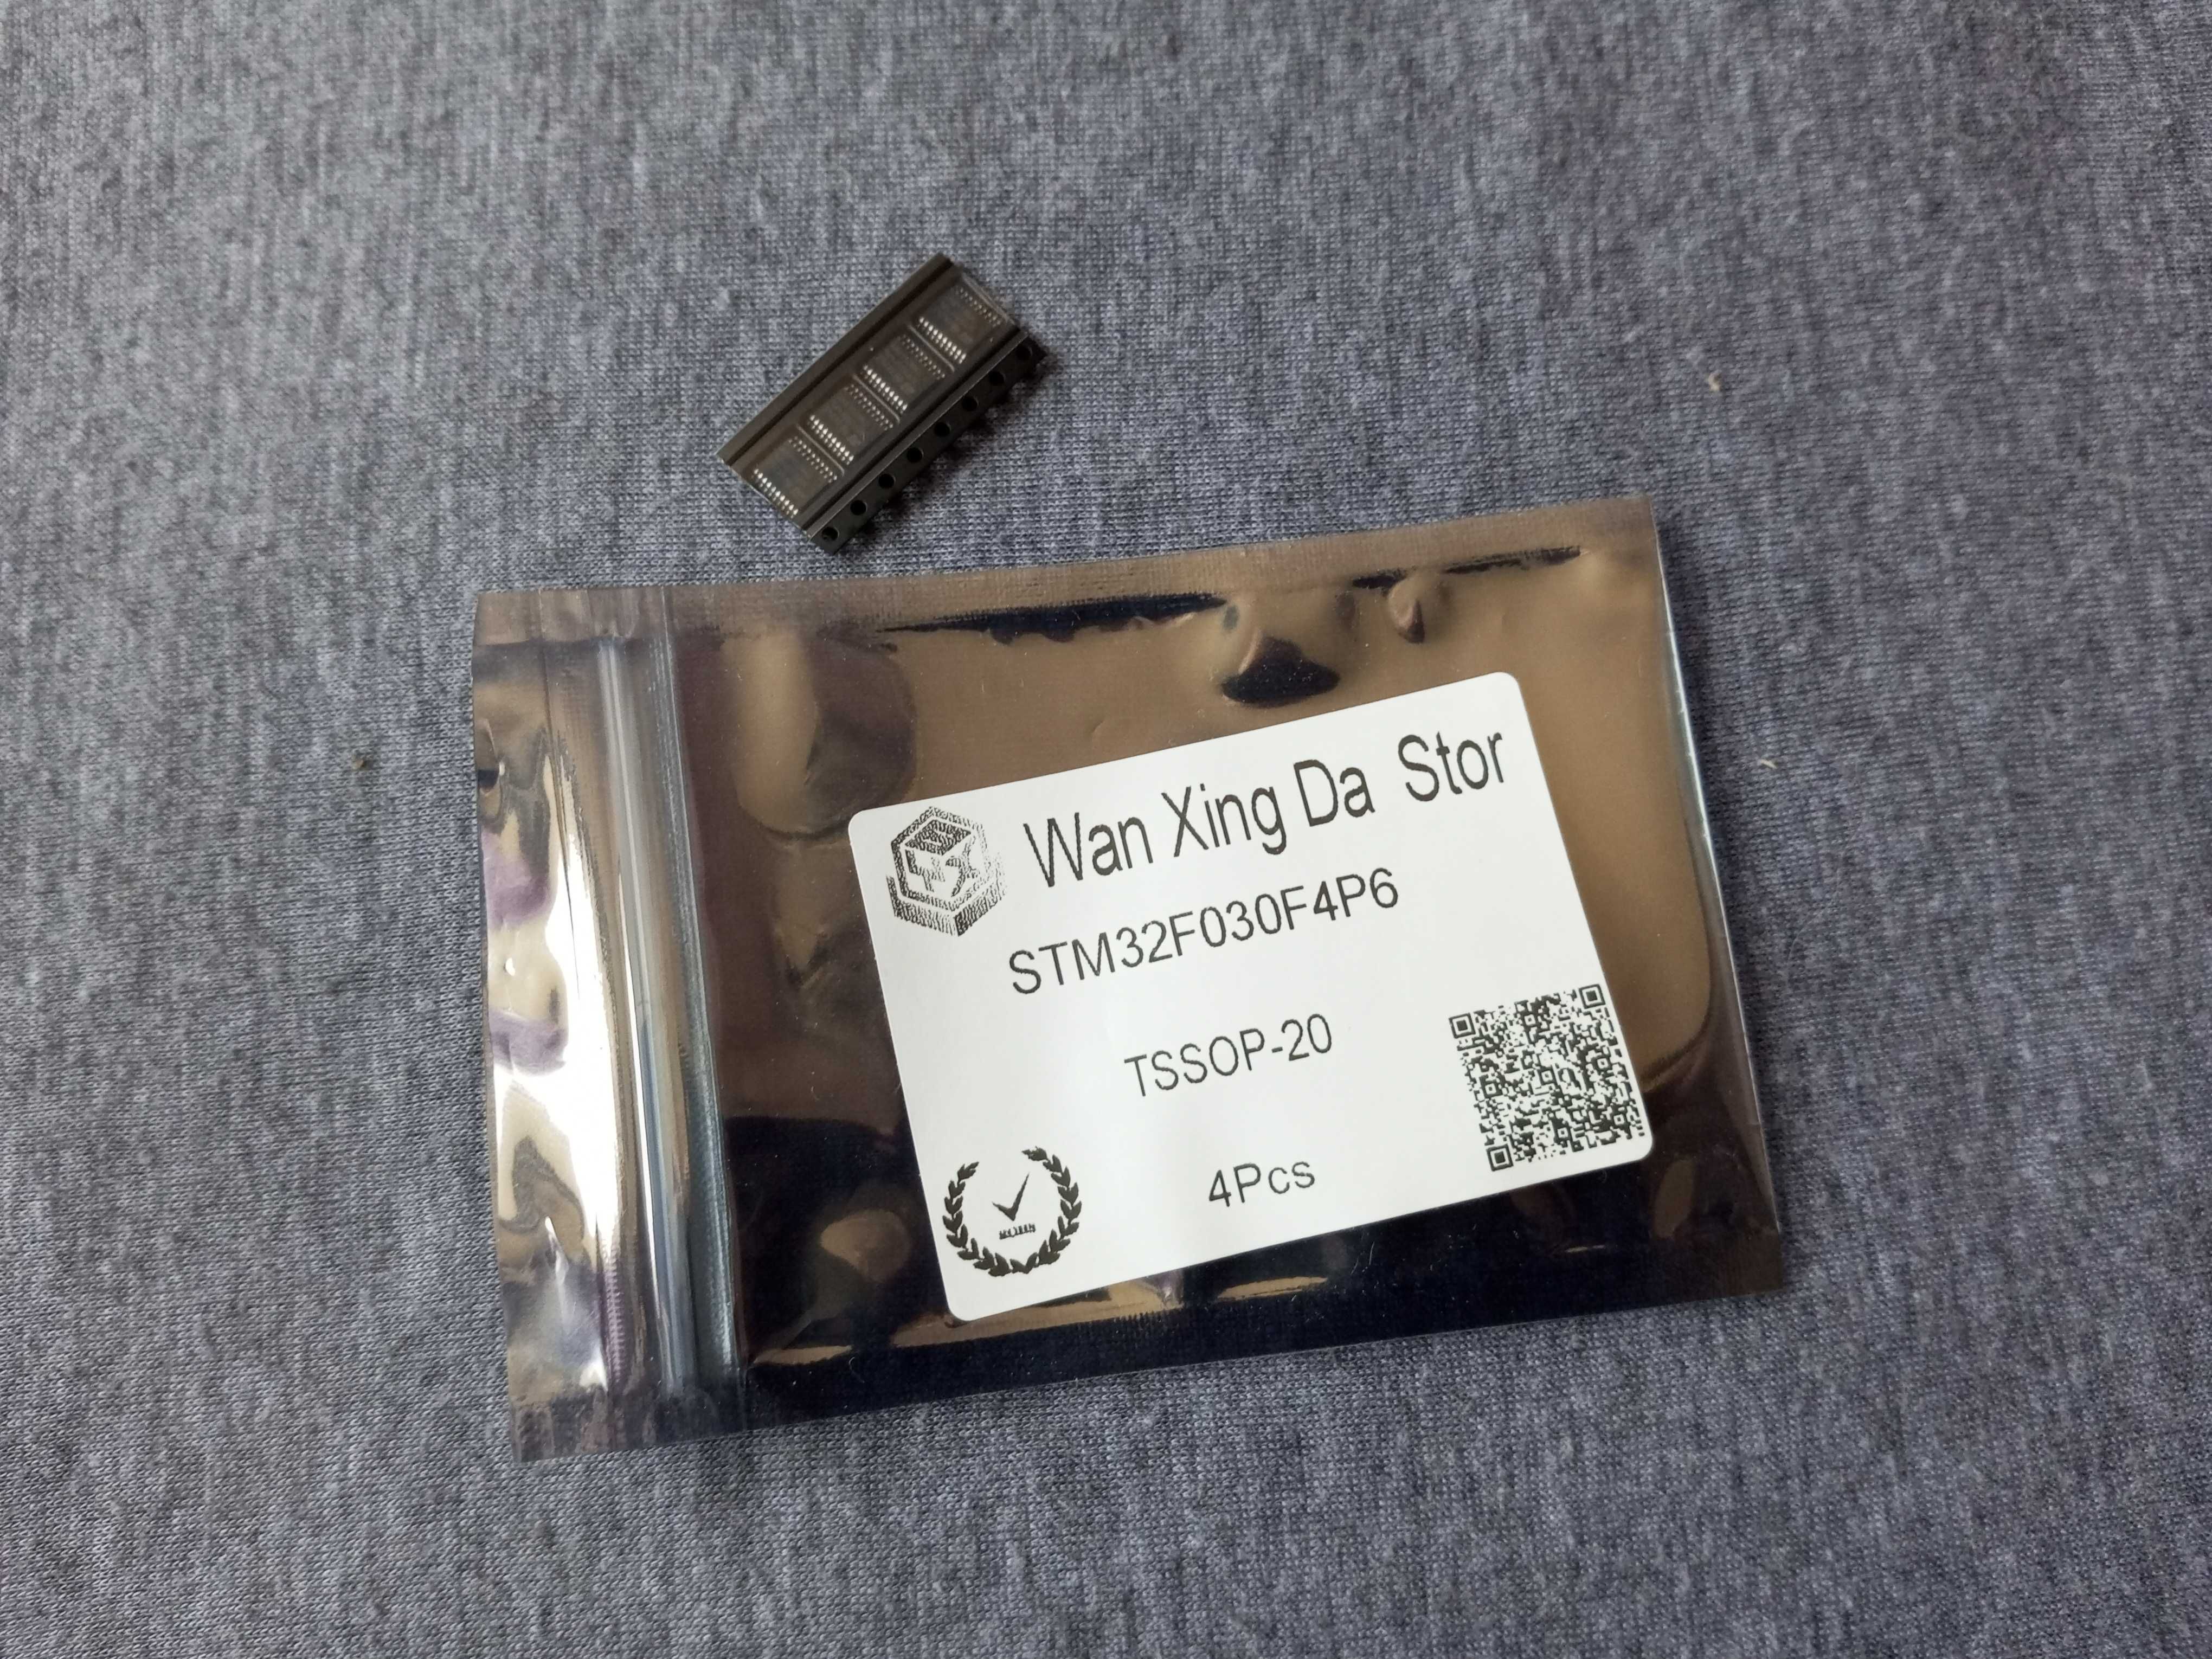 Wan Xing Da Stor
STM32F030F4P6
TSSOP-20
4Pcs